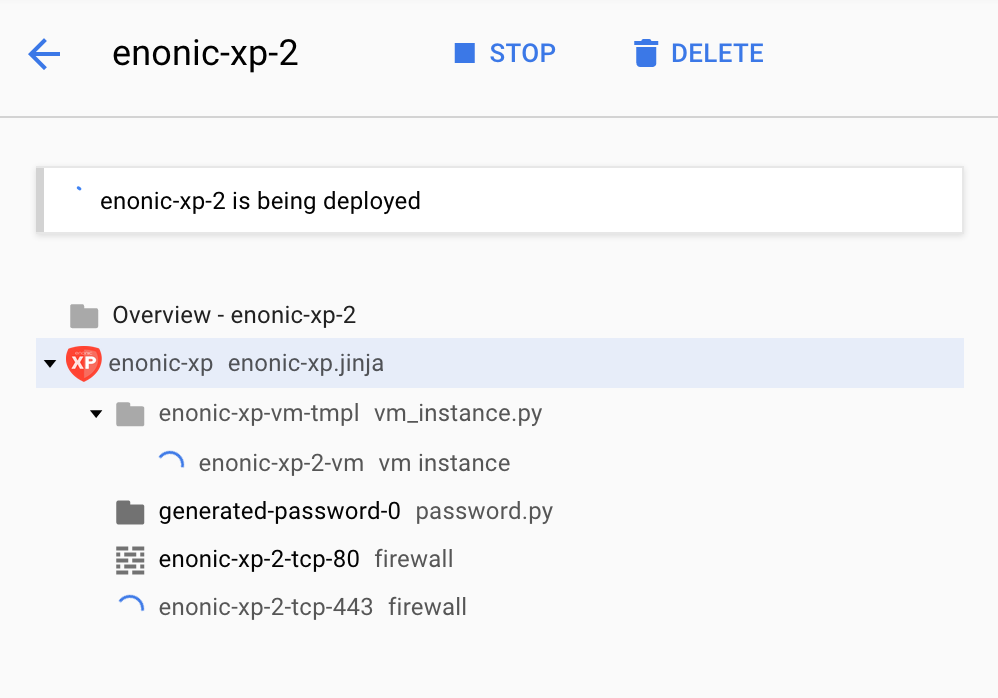 enonic-xp-2 STOP DELETE
enonic-xp-2 is being deployed
Overview - enonic-xp-2
XP enonic-xp enonic-xp.jinja
enonic-xp-vm-tmpl vm_instance.py
enonic-xp-2-vm vm instance
generated-password-0 password.py
enonic-xp-2-tcp-80 firewall
enonic-xp-2-tcp-443 firewall